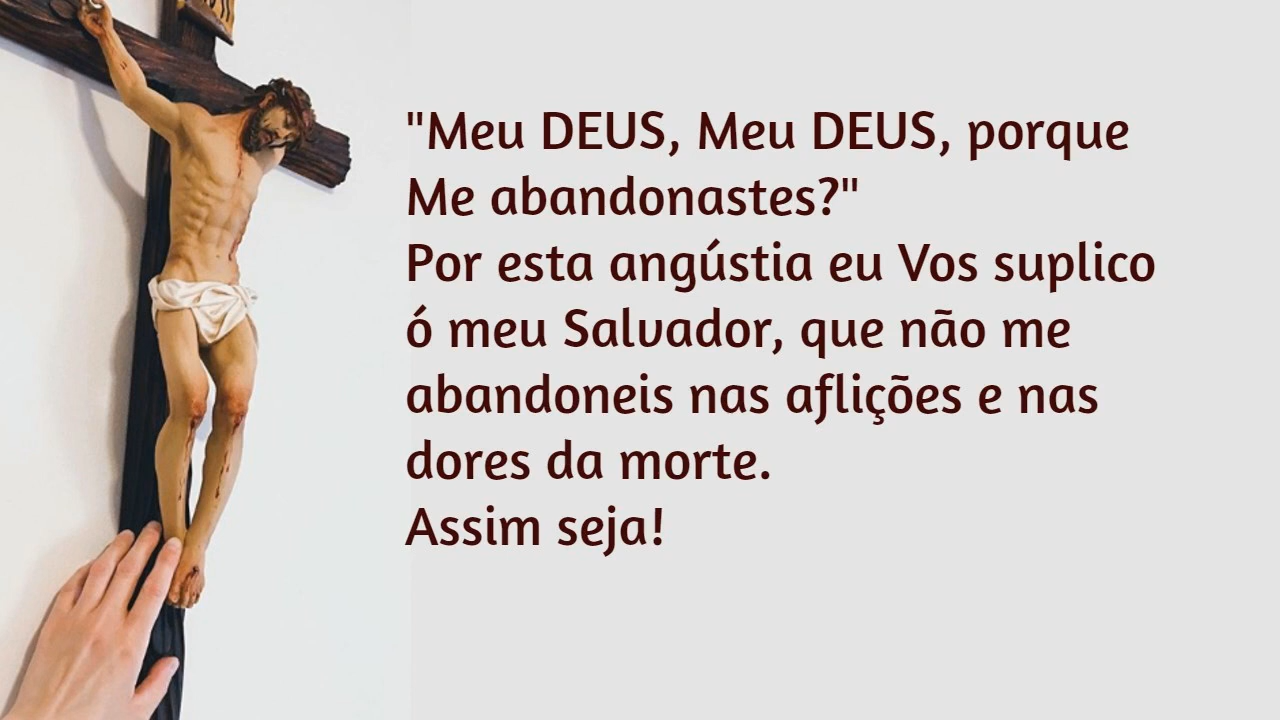 "Meu DEUS, Meu DEUS, porque
Me abandonastes?"
Por esta angústia eu Vos suplico
ó meu Salvador, que não me
abandoneis nas aflições e nas
dores da morte.
Assim seja!